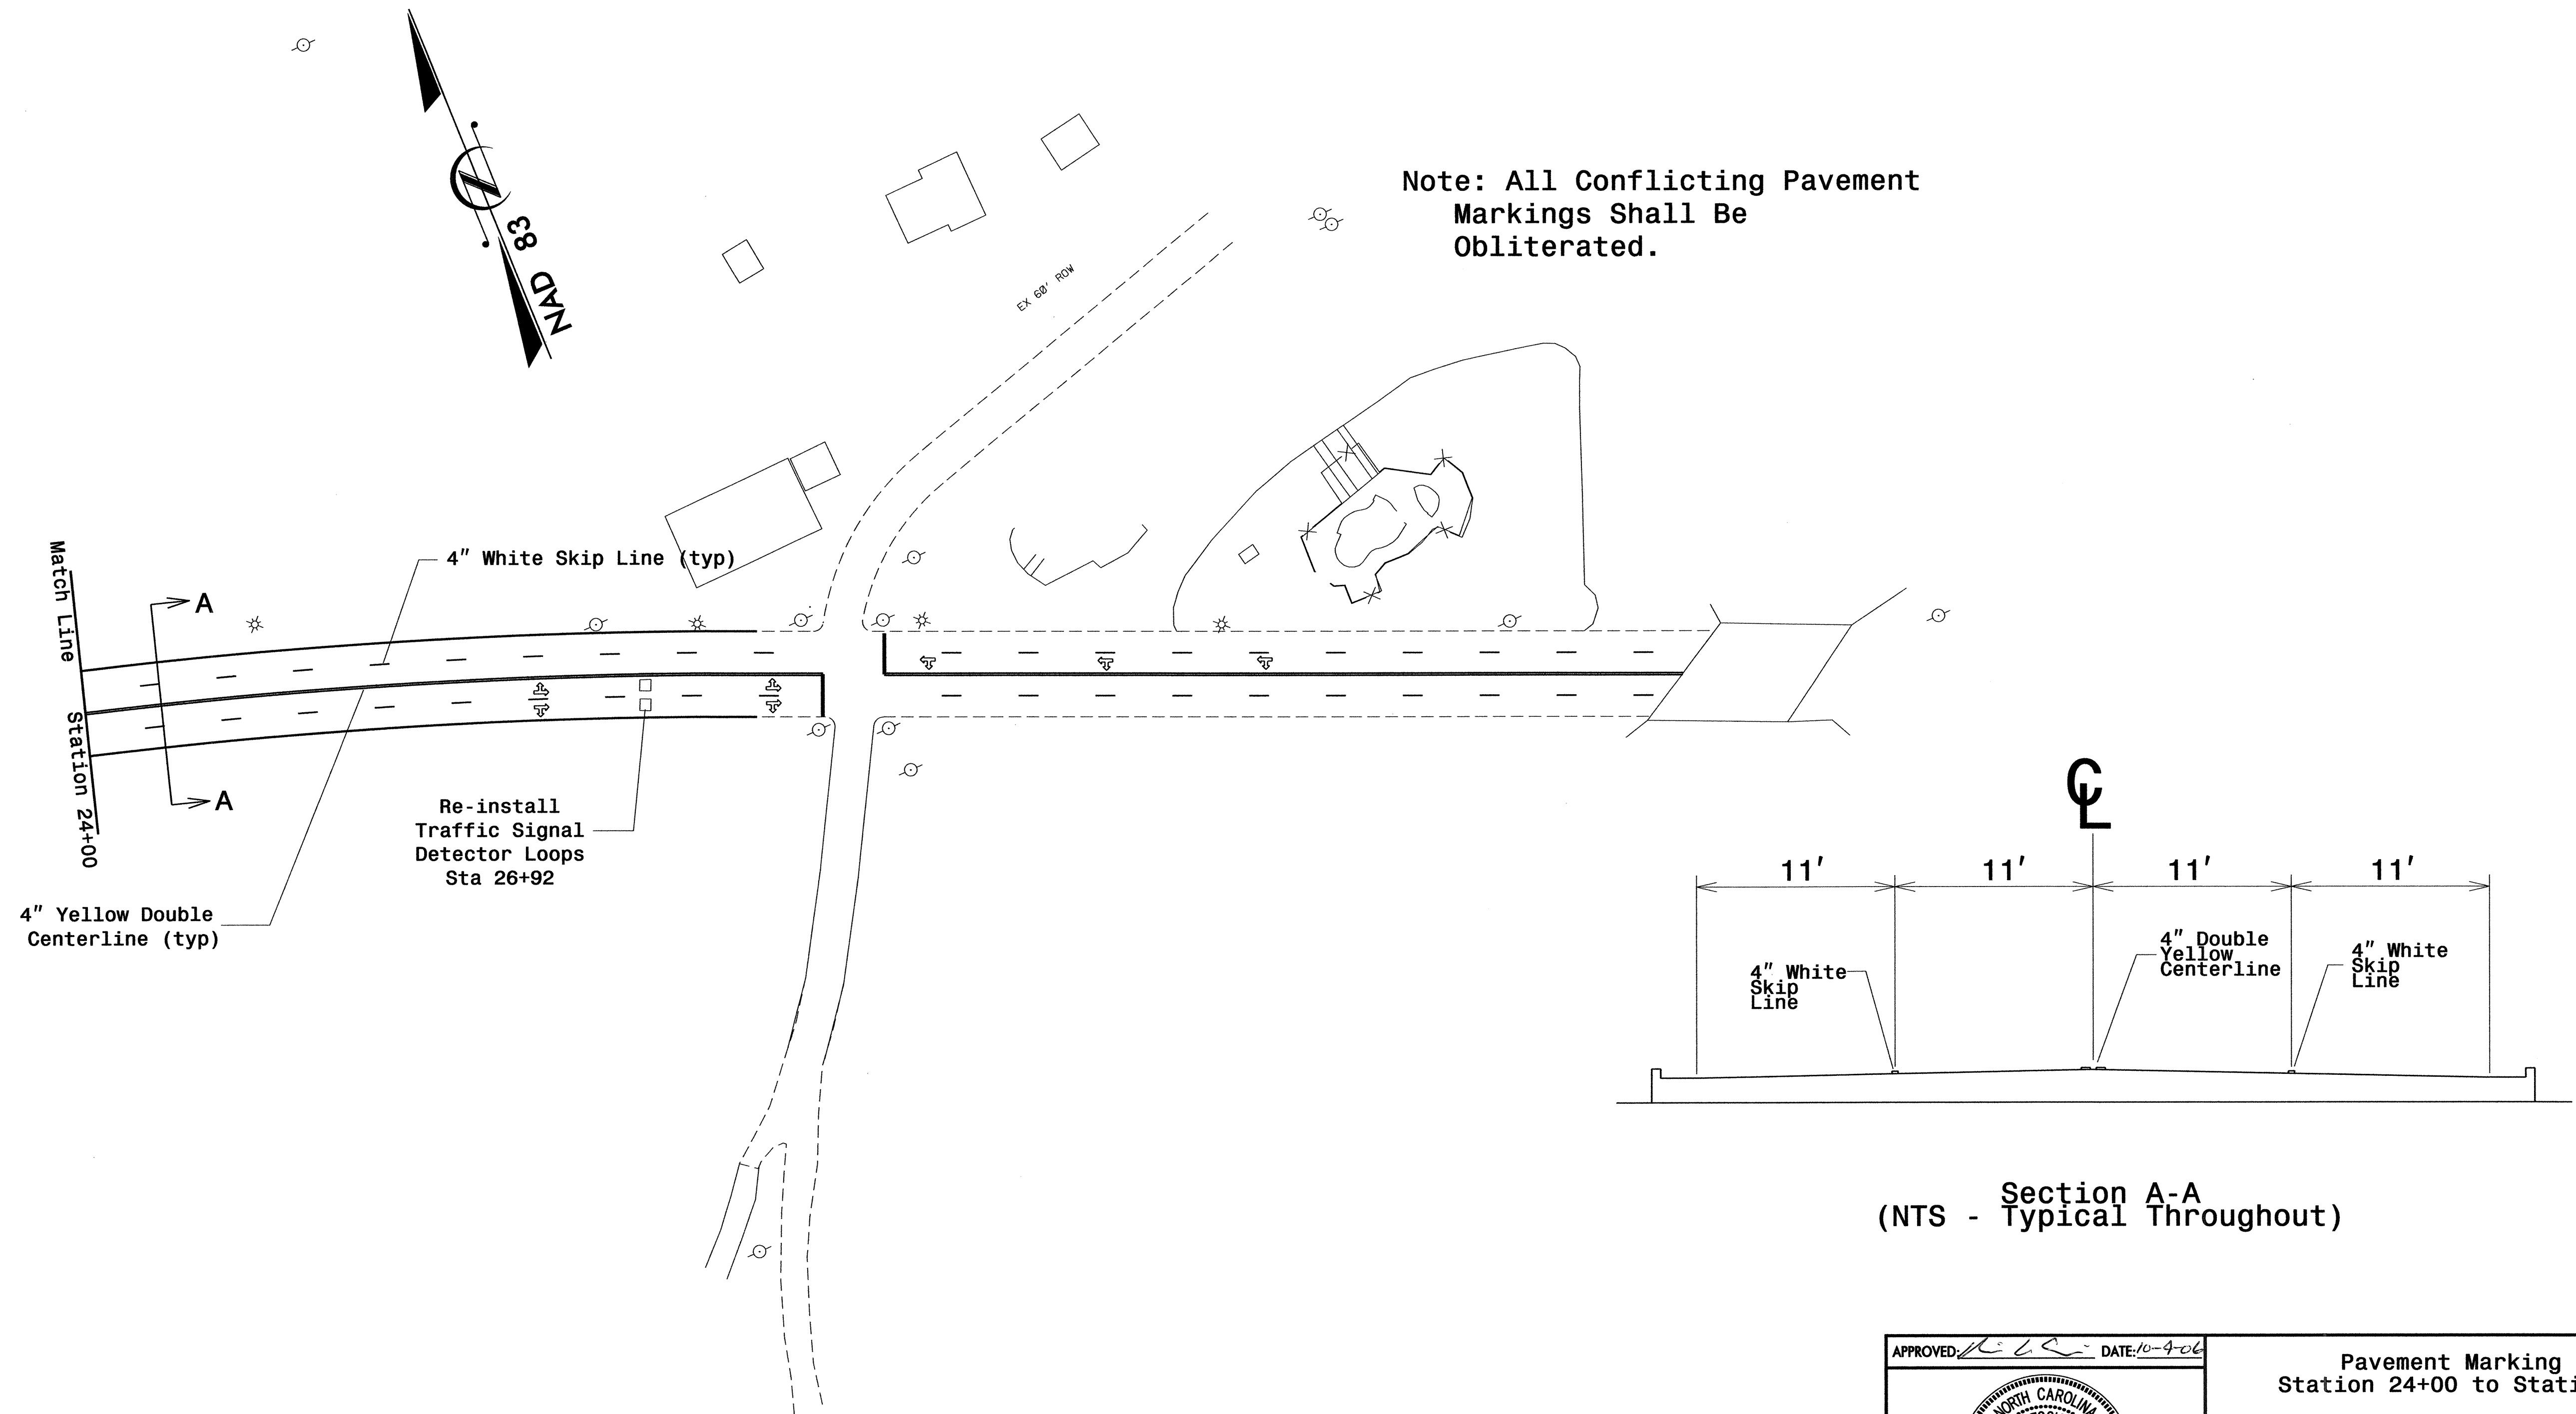 NAD 83
Note: All Conflicting Pavement
Markings Shall Be
Obliterated.
EX 60' ROW
4" White Skip Line (typ)
Match Line
Station 24+00
A
A
Re-install
Traffic Signal
Detector Loops
Sta 26+92
4" Yellow Double
Centerline (typ)
CL
11' 11' 11' 11'
4" White
Skip
Line
4" Double
Yellow
Centerline
4" White
Skip
Line
Section A-A
(NTS - Typical Throughout)
APPROVED: DATE: 10-4-06
NORTH CAROLINA
Pavement Marking
Station 24+00 to